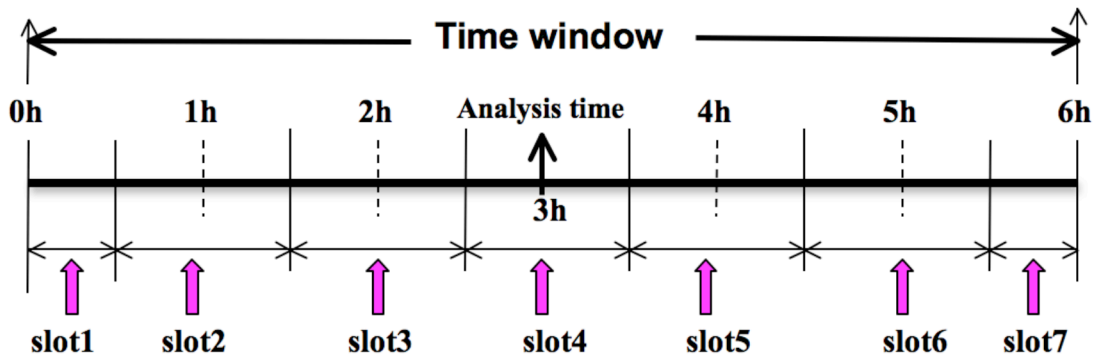 Time window
0h 1h 2h Analysis time 4h 5h 6h
3h
slot1 slot2 slot3 slot4 slot5 slot6 slot7